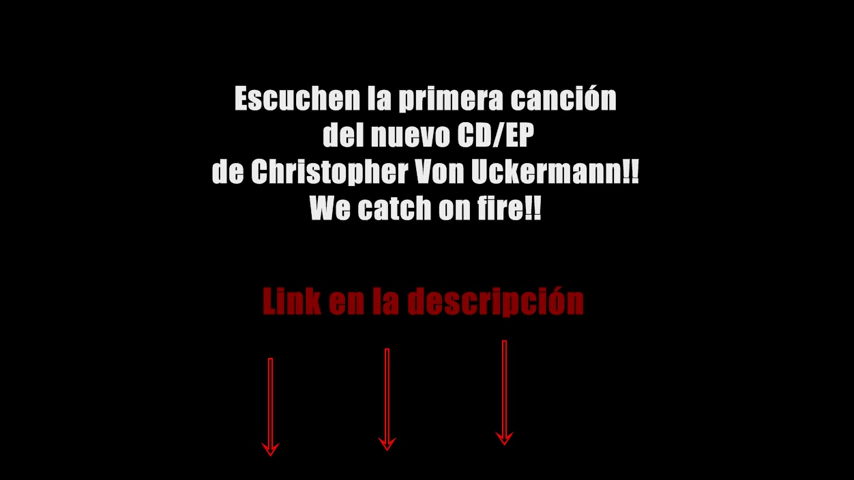 Escuchen la primera canción
del nuevo CD/EP
de Christopher Von Uckermann!!
We catch on fire!!
Link en la descripción